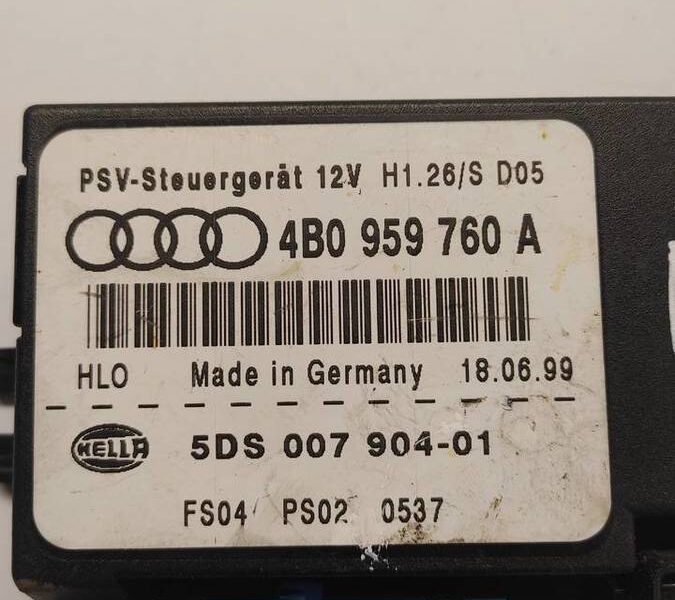 PSV-Steuergerät 12V H1.26/S D05
4B0 959 760 A
HLO Made in Germany 18.06.99
HELLA 5DS 007 904-01
FS04 PS02 0537